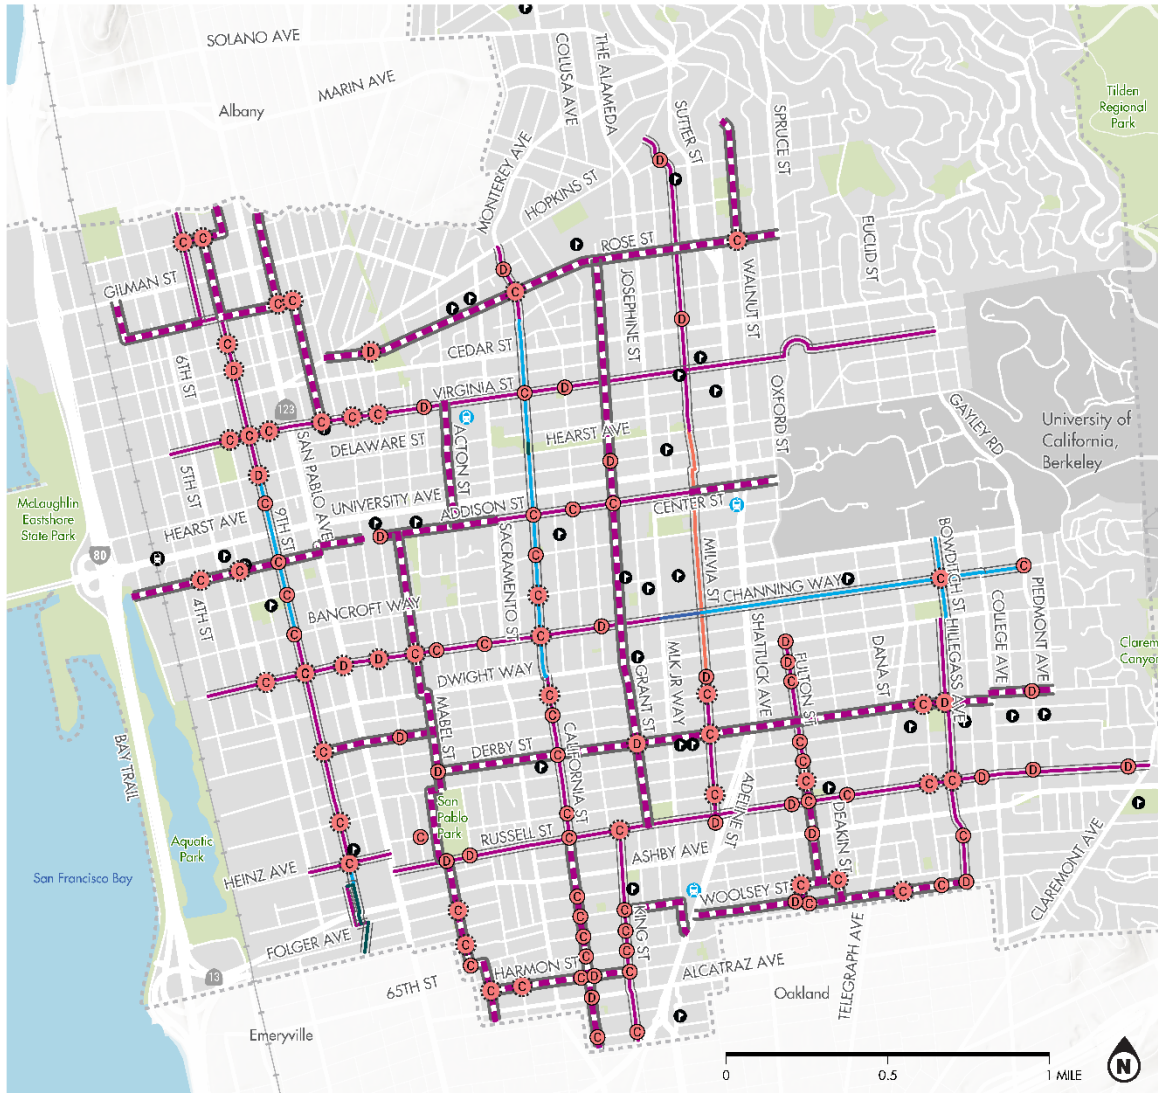 SOLANO AVE
MARIN AVE
Albany
COLUSA AVE
THE ALAMEDA
SUTTER ST
SPRUCE ST
Tilden
Regional
Park
MONTEREY AVE
HOPKINS ST
ROSE ST
EUCLID ST
GILMAN ST
JOSEPHINE ST
WALNUT ST
CEDAR ST
6TH ST
VIRGINIA ST
OXFORD ST
123
DELAWARE ST
HEARST AVE
ACTON ST
GAYLEY RD
University of
California,
Berkeley
SAN PABLO AVE
5TH ST
UNIVERSITY AVE
ADDISON ST
CENTER ST
McLaughlin
Eastshore
State Park
HEARST AVE
9TH ST
SACRAMENTO ST
MILVIA ST
BOWDITCH ST
80
4TH ST
BANCROFT WAY
CHANNING WAY
PIEDMONT AVE
COLLEGE AVE
HILLEGASS AVE
SHATTUCK AVE
DANA ST
MLK JR WAY
Clarem
Canyon
DWIGHT WAY
GRANT ST
FULTON ST
MABEL ST
DERBY ST
CALIFORNIA ST
BAY TRAIL
ADELINE ST
San
Pablo
Park
DEAKIN ST
RUSSELL ST
ASHBY AVE
Aquatic
Park
CLAREMONT AVE
San Francisco Bay
HEINZ AVE
WOOLSEY ST
KING ST
TELEGRAPH AVE
FOLGER AVE
HARMON ST
ALCATRAZ AVE
13
65TH ST
Oakland
Emeryville
N
0
0.5
1 MILE
C
D